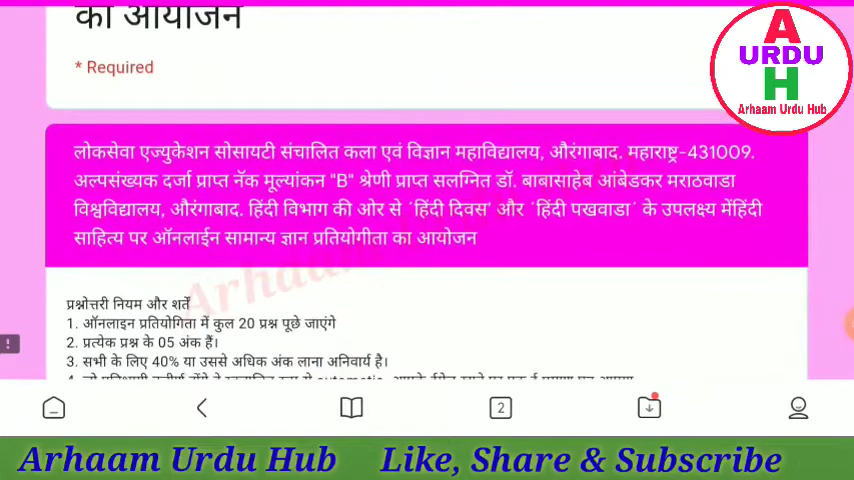 का आयोजन
* Required
A
URDU
H
Arhaam Urdu Hub
लोकसेवा एज्युकेशन सोसायटी संचालित कला एवं विज्ञान महाविद्यालय, औरंगाबाद. महाराष्ट्र-431009.
अल्पसंख्यक दर्जा प्राप्त नॅक मूल्यांकन "B" श्रेणी प्राप्त सलग्नित डॉ. बाबासाहेब आंबेडकर मराठवाडा
विश्वविद्यालय, औरंगाबाद. हिंदी विभाग की ओर से ´हिंदी दिवस' और ´हिंदी पखवाडा´ के उपलक्ष्य मेंहिंदी
साहित्य पर ऑनलाईन सामान्य ज्ञान प्रतियोगीता का आयोजन
Arhaam
प्रश्नोत्तरी नियम और शर्तें
1. ऑनलाइन प्रतियोगिता में कुल 20 प्रश्न पूछे जाएंगे
2. प्रत्येक प्रश्न के 05 अंक हैं।
3. सभी के लिए 40% या उससे अधिक अंक लाना अनिवार्य है।
!
2
Arhaam Urdu Hub Like, Share & Subscribe